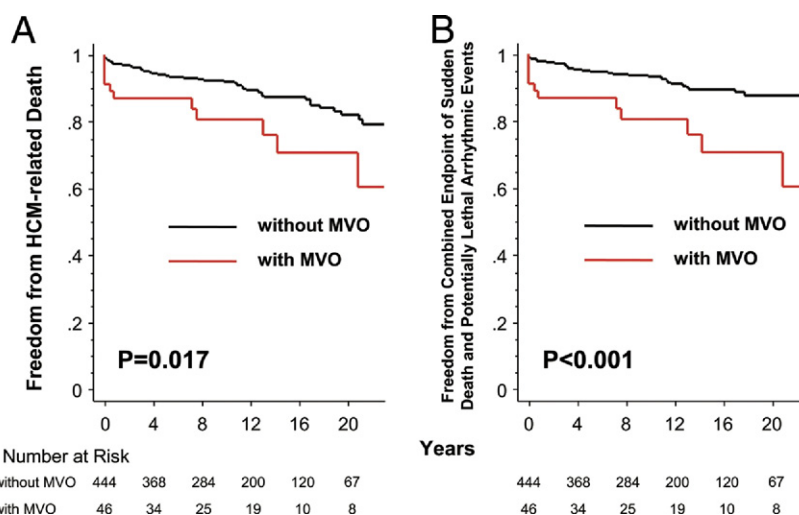 A
Freedom from HCM-related Death
1
.8
.6
.4
.2
0
without MVO
with MVO
P=0.017
0 4 8 12 16 20
B
Freedom from Combined Endpoint of Sudden
Death and Potentially Lethal Arrhythmic Events
1
.8
.6
.4
.2
0
without MVO
with MVO
P<0.001
0 4 8 12 16 20
Years
Number at Risk
without MVO 444 368 284 200 120 67 444 368 284 200 120 67
with MVO 46 34 25 19 10 8 46 34 25 19 10 8